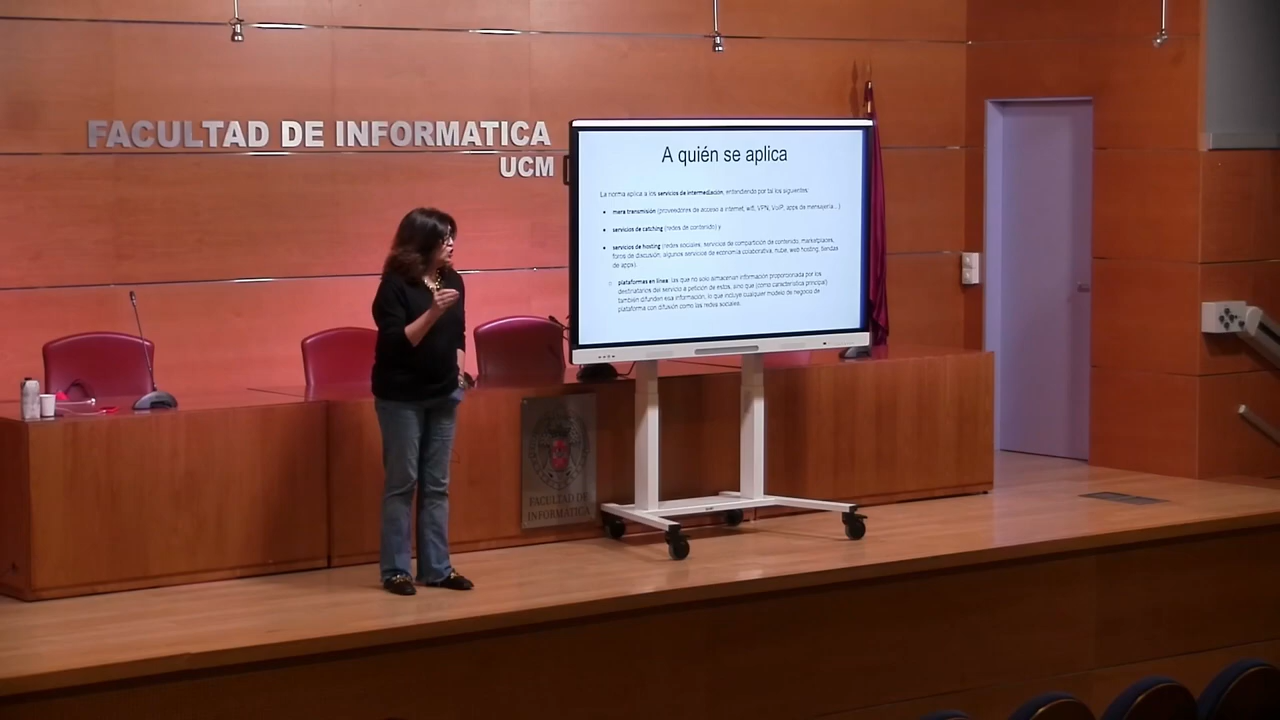 FACULTAD DE INFORMATICA
UCM
A quién se aplica
La norma aplica a los servicios de intermediación, entendiendo por tal los siguientes:
mera transmisión (proveedores de acceso a internet, wifi, VPN, VoIP, apps de mensajería...)
servicios de catching (redes de contenido) y
servicios de hosting (redes sociales, servicios de compartición de contenido, marketplaces,
foros de discusión, algunos servicios de economía colaborativa, nube, web hosting, tiendas
de apps).
plataformas en línea: las que no solo almacenan información proporcionada por los
destinatarios del servicio a petición de estos, sino que (como característica principal)
también difunden esa información, lo que incluye cualquier modelo de negocio de
plataforma con difusión como las redes sociales.
FACULTAD DE
INFORMATICA